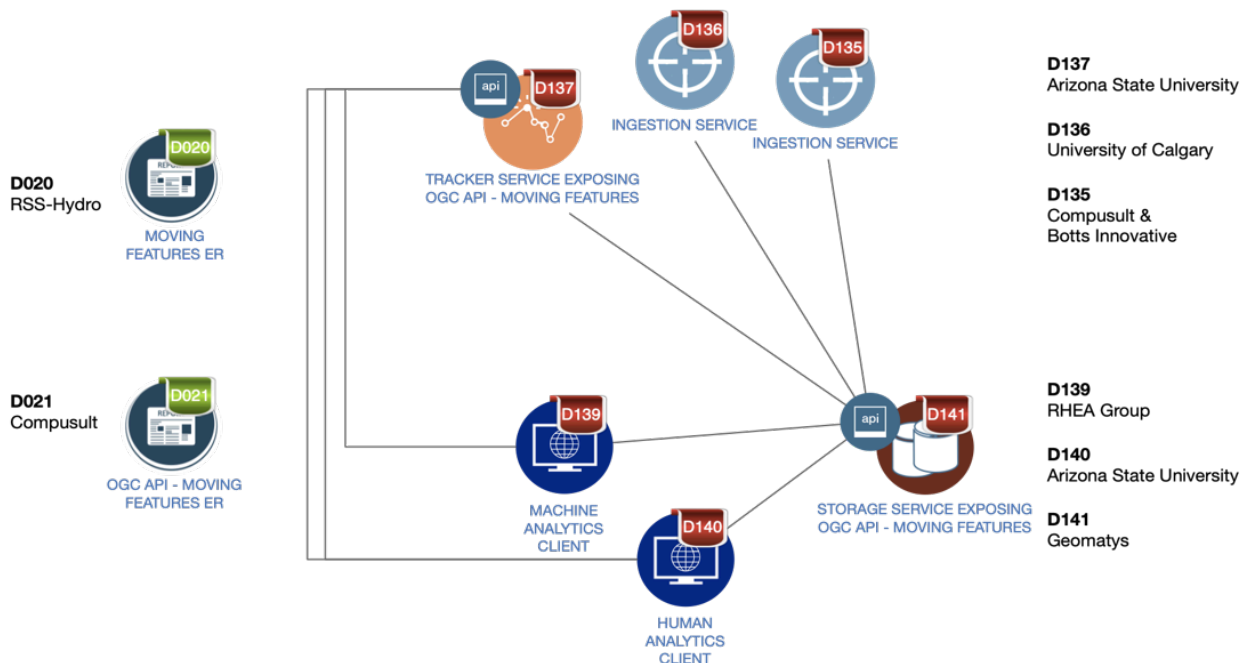 D136
D135
api
D137
INGESTION SERVICE
INGESTION SERVICE
TRACKER SERVICE EXPOSING
OGC API - MOVING FEATURES
D137
Arizona State University
D136
University of Calgary
D135
Compusult &
Botts Innovative
D020
RSS-Hydro
D020
REPORT
MOVING
FEATURES ER
D021
Compusult
D021
REPORT
OGC API - MOVING
FEATURES ER
D139
MACHINE
ANALYTICS
CLIENT
D140
HUMAN
ANALYTICS
CLIENT
api
D141
STORAGE SERVICE EXPOSING
OGC API - MOVING FEATURES
D139
RHEA Group
D140
Arizona State University
D141
Geomatys